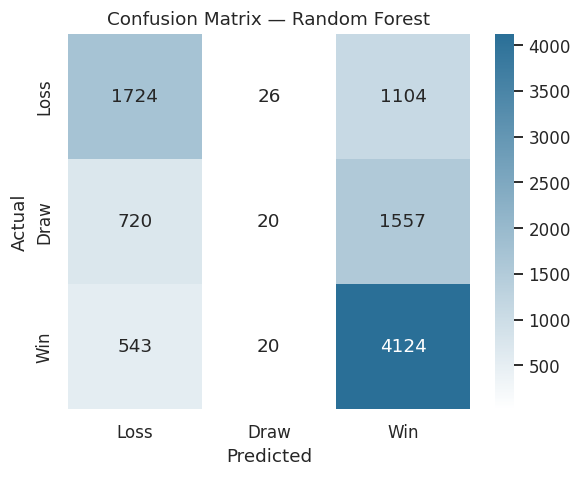 Confusion Matrix — Random Forest
4000
3500
3000
2500
2000
1500
1000
500
Actual
Loss
1724 26 1104
Draw
720 20 1557
Win
543 20 4124
Loss Draw Win
Predicted